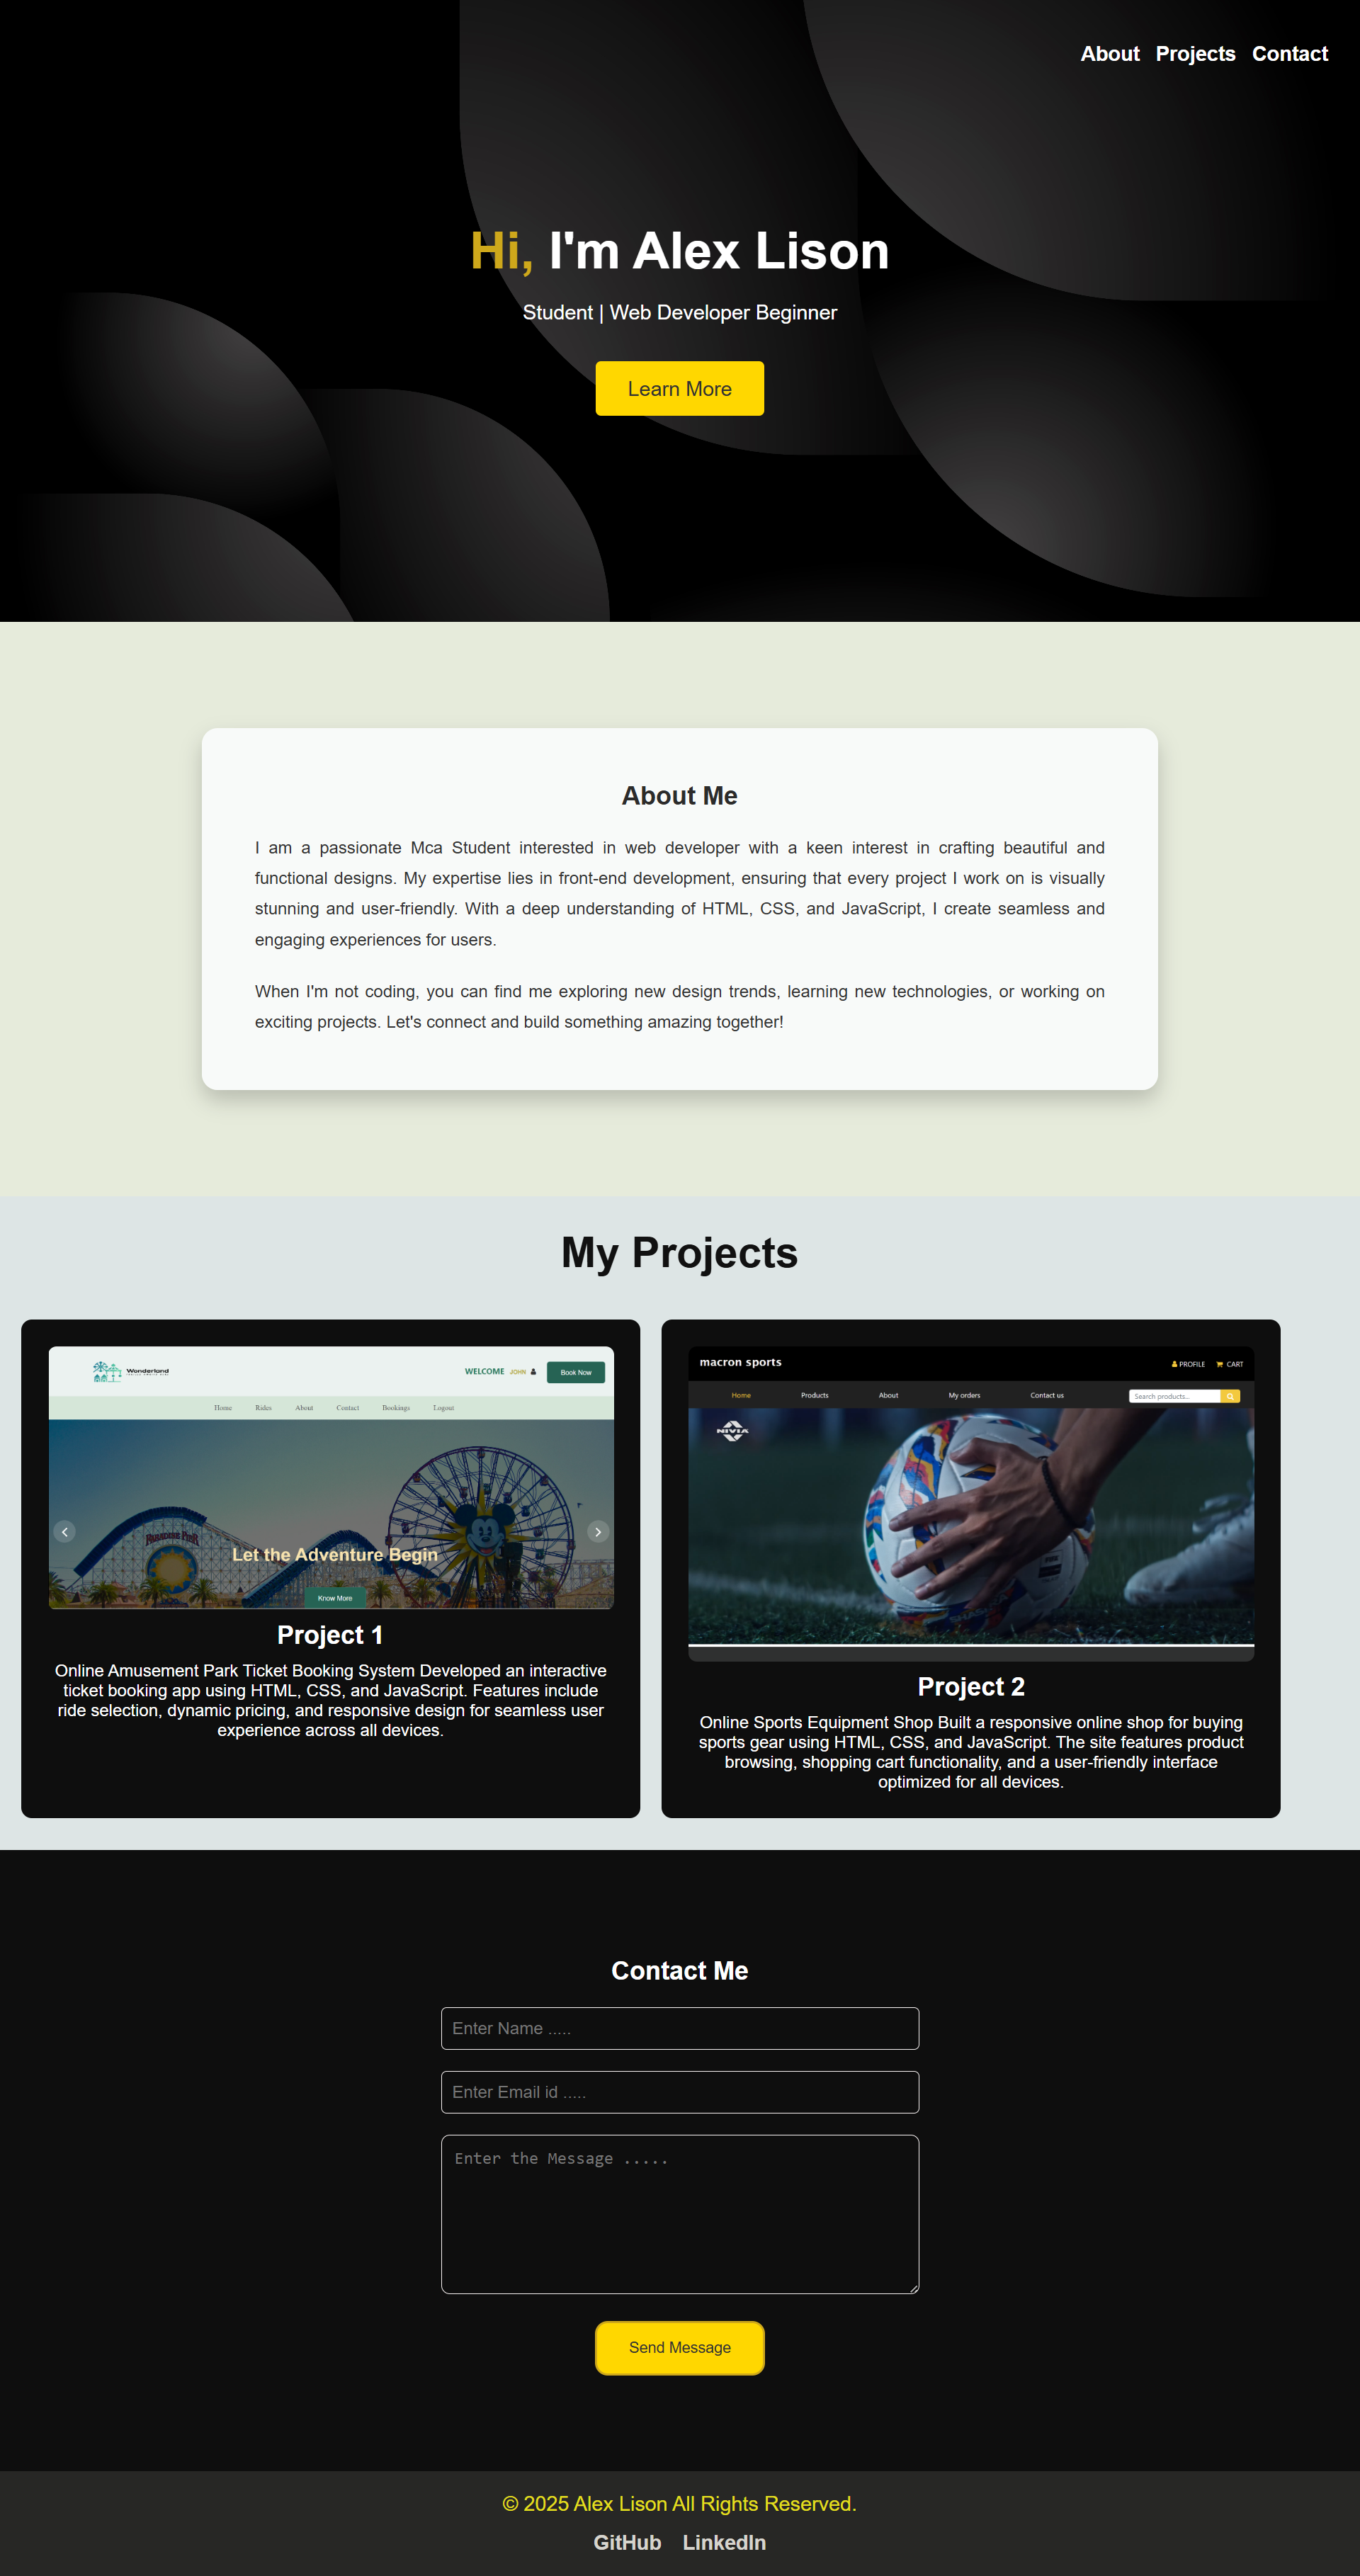 About Projects Contact
Hi, I'm Alex Lison
Student | Web Developer Beginner
Learn More
About Me
I am a passionate Mca Student interested in web developer with a keen interest in crafting beautiful and
functional designs. My expertise lies in front-end development, ensuring that every project I work on is visually
stunning and user-friendly. With a deep understanding of HTML, CSS, and JavaScript, I create seamless and
engaging experiences for users.
When I'm not coding, you can find me exploring new design trends, learning new technologies, or working on
exciting projects. Let's connect and build something amazing together!
My Projects
Wonderland
WELCOME JOHN Book Now
Home Rides About Contact Bookings Logout
PARADISE PARK
Let the Adventure Begin
Know More
Project 1
Online Amusement Park Ticket Booking System Developed an interactive
ticket booking app using HTML, CSS, and JavaScript. Features include
ride selection, dynamic pricing, and responsive design for seamless user
experience across all devices.
macron sports
PROFILE CART
Home Products About My orders Contact us Search products...
NIVIA
Project 2
Online Sports Equipment Shop Built a responsive online shop for buying
sports gear using HTML, CSS, and JavaScript. The site features product
browsing, shopping cart functionality, and a user-friendly interface
optimized for all devices.
Contact Me
Enter Name .....
Enter Email id .....
Enter the Message .....
Send Message
© 2025 Alex Lison All Rights Reserved.
GitHub LinkedIn